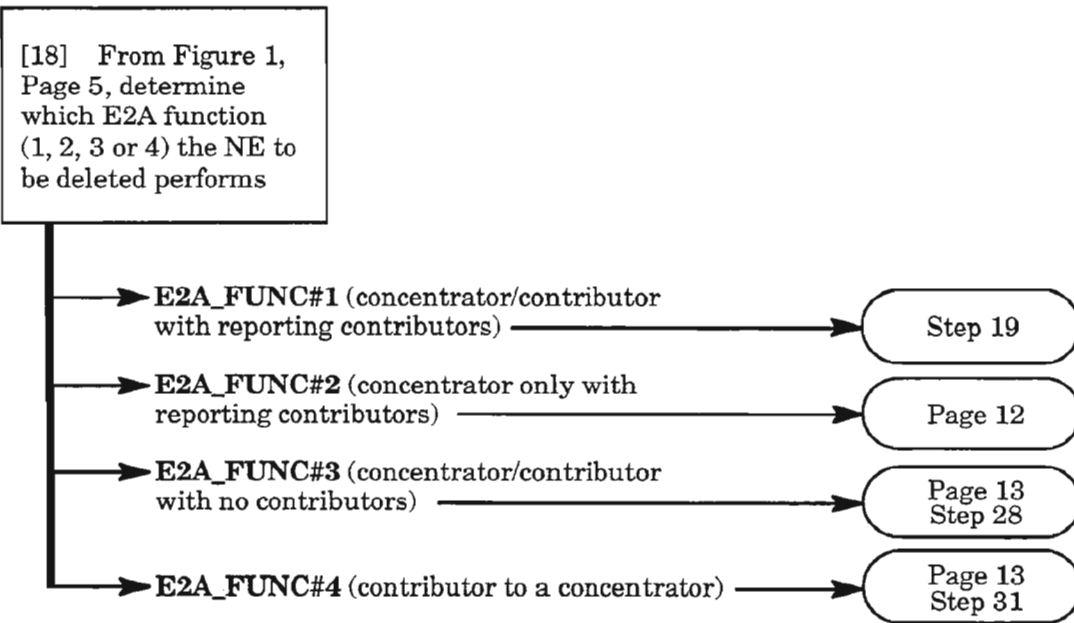 [18] From Figure 1,
Page 5, determine
which E2A function
(1, 2, 3 or 4) the NE to
be deleted performs
E2A_FUNC#1 (concentrator/contributor
with reporting contributors)
Step 19
E2A_FUNC#2 (concentrator only with
reporting contributors)
Page 12
E2A_FUNC#3 (concentrator/contributor
with no contributors)
Page 13
Step 28
E2A_FUNC#4 (contributor to a concentrator)
Page 13
Step 31